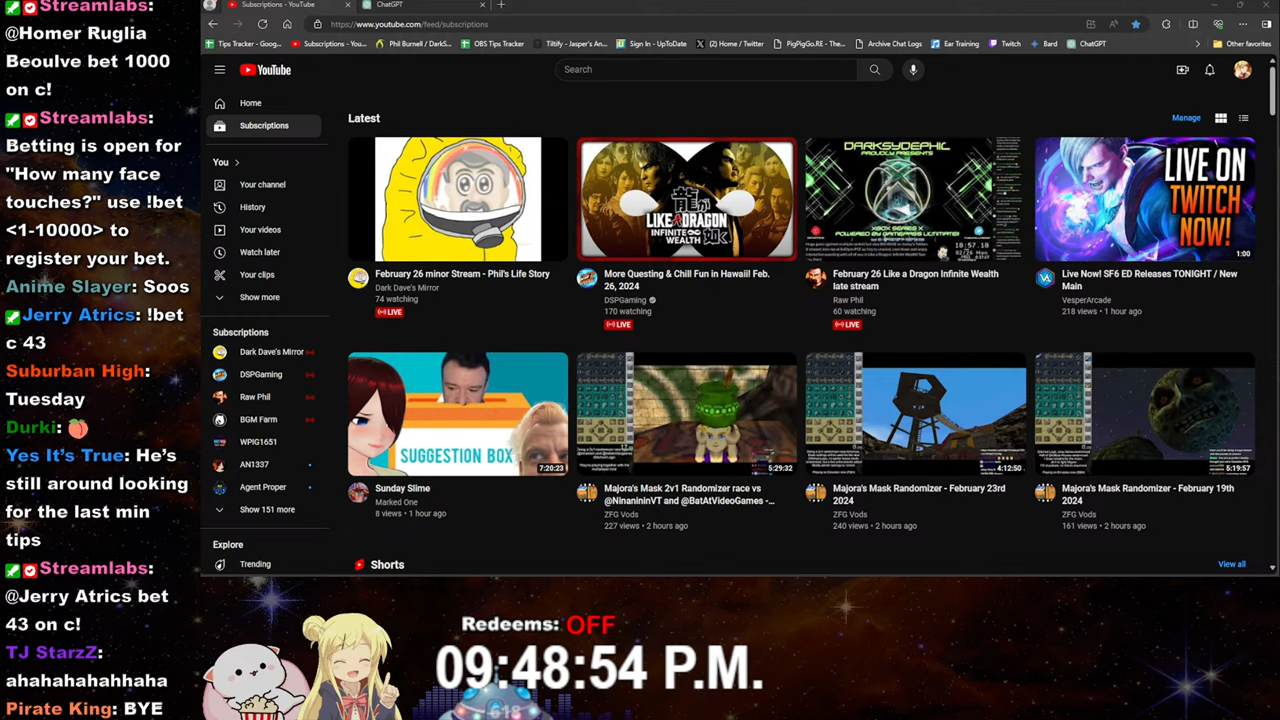 Streamlabs:
@Homer Ruglia
Beoulve bet 1000
on c!
Streamlabs:
Betting is open for
"How many face
touches?" use !bet
<1-10000> to
register your bet.
Anime Slayer: Soos
Jerry Atrics: !bet
c 43
Suburban High:
Tuesday
Durki: 🍑
Yes It's True: He's
still around looking
for the last min
tips
Streamlabs:
@Jerry Atrics bet
43 on c!
TJ StarzZ:
ahahahahahhaha
Pirate King: BYE
Subscriptions - YouTube
ChatGPT
https://www.youtube.com/feed/subscriptions
Tips Tracker - Goog...
Subscriptions - You...
Phil Burnell / DarkS...
OBS Tips Tracker
Tiltify - Jasper's An...
Sign In - UpToDate
(2) Home / Twitter
PigPigGo.RE - The...
Archive Chat Logs
Ear Training
Twitch
Bard
ChatGPT
Other favorites
YouTube
Search
Home
Subscriptions
You
Your channel
History
Your videos
Watch later
Your clips
Show more
Subscriptions
Dark Dave's Mirror
DSPGaming
Raw Phil
BGM Farm
WPIG1651
AN1337
Agent Proper
Show 151 more
Explore
Trending
Latest
Manage
February 26 minor Stream - Phil's Life Story
Dark Dave's Mirror
74 watching
LIVE
LIKE A DRAGON
INFINITE WEALTH
More Questing & Chill Fun in Hawaii! Feb.
26, 2024
DSPGaming
170 watching
LIVE
DARKSYDEPHIL
PROUDLY PRESENTS
XBOX SERIES X
POWERED BY GAMEPASS ULTIMATE!
18:57.18
February 26 Like a Dragon Infinite Wealth
late stream
Raw Phil
60 watching
LIVE
LIVE ON
TWITCH
NOW!
1:00
Live Now! SF6 ED Releases TONIGHT / New
Main
VesperArcade
218 views • 1 hour ago
SUGGESTION BOX
7:20:23
Sunday Slime
Marked One
8 views • 1 hour ago
5:29:32
Majora's Mask 2v1 Randomizer race vs
@NinanininVT and @BatAtVideoGames -...
ZFG Vods
227 views • 2 hours ago
4:12:50
Majora's Mask Randomizer - February 23rd
2024
ZFG Vods
240 views • 2 hours ago
5:19:57
Majora's Mask Randomizer - February 19th
2024
ZFG Vods
161 views • 2 hours ago
Shorts
View all
Redeems: OFF
09:48:54 P.M.
618